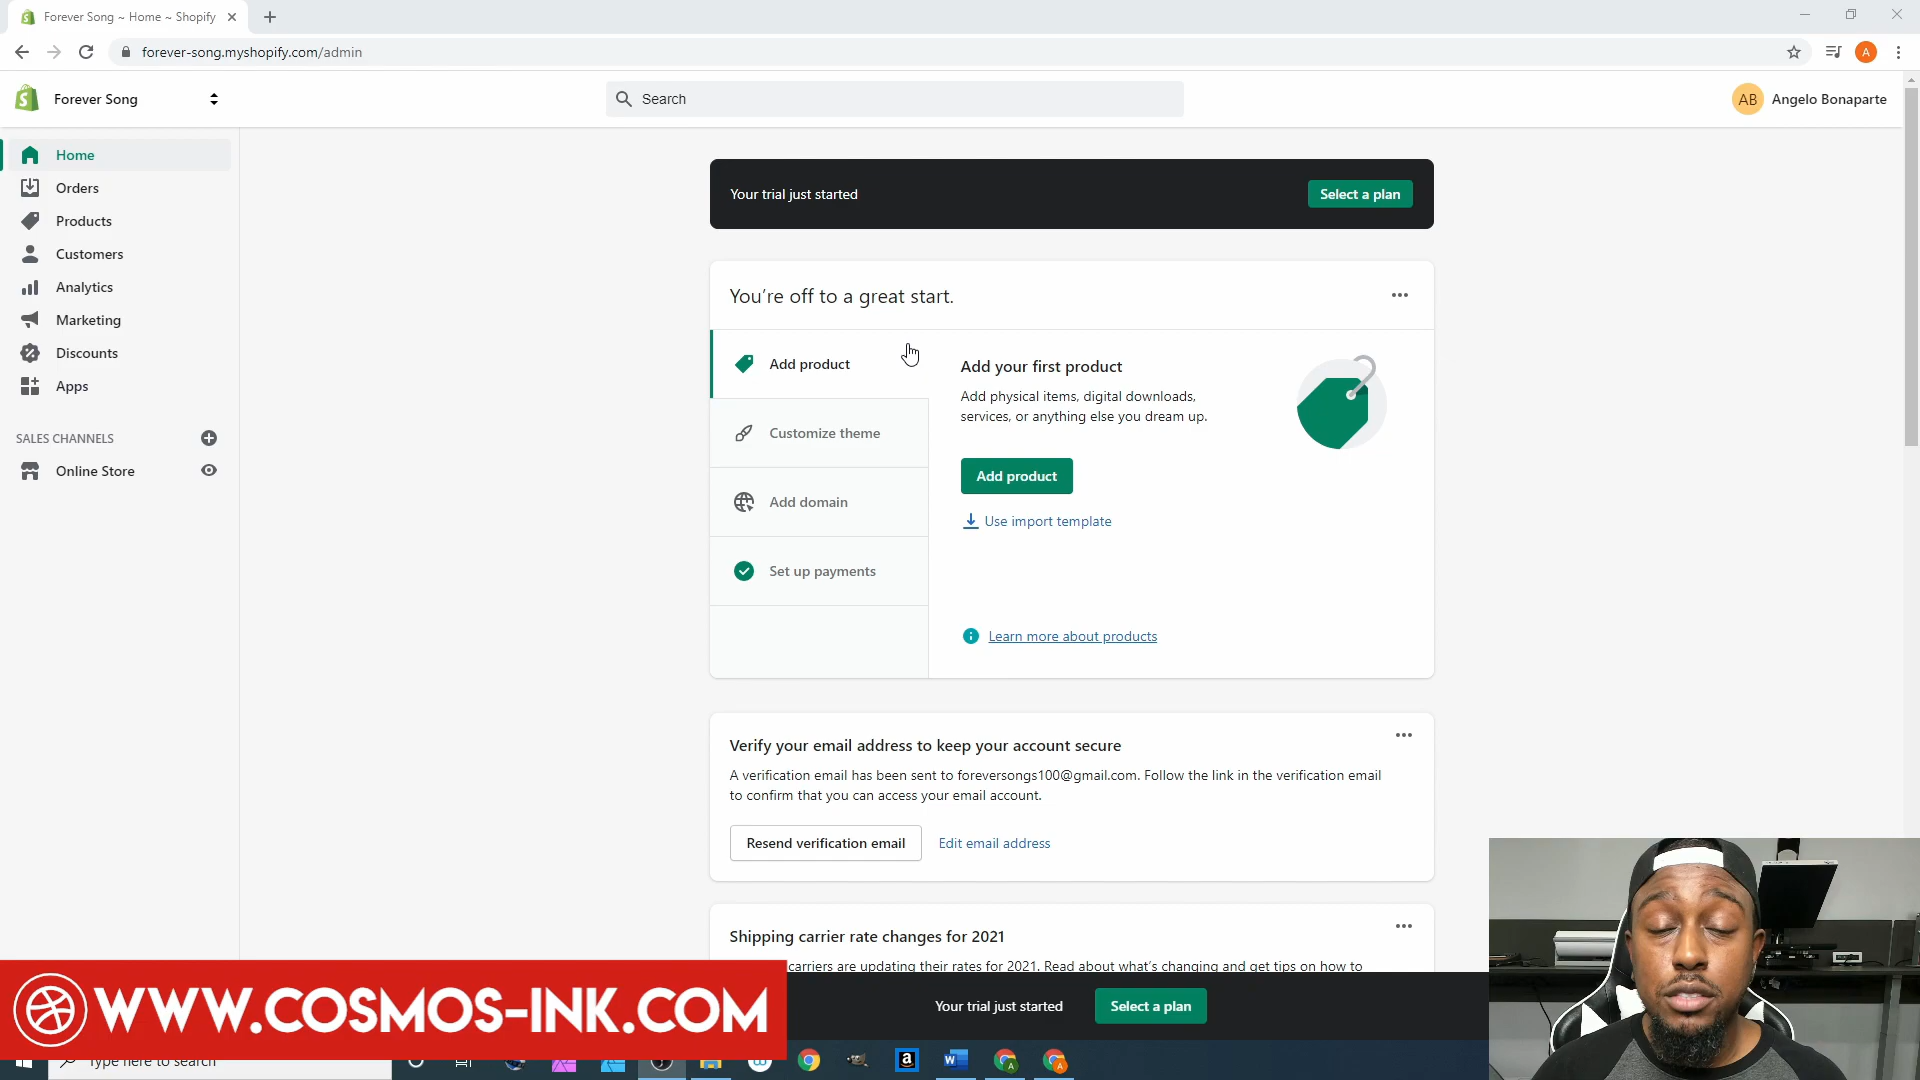 Forever Song ~ Home ~ Shopify
forever-song.myshopify.com/admin
A
Forever Song
Search
AB
Angelo Bonaparte
Home
Orders
Products
Customers
Analytics
Marketing
Discounts
Apps
SALES CHANNELS
Online Store
Your trial just started
Select a plan
You're off to a great start.
Add product
Customize theme
Add domain
Set up payments
Add your first product
Add physical items, digital downloads,
services, or anything else you dream up.
Add product
Use import template
Learn more about products
Verify your email address to keep your account secure
A verification email has been sent to foreversongs100@gmail.com. Follow the link in the verification email
to confirm that you can access your email account.
Resend verification email
Edit email address
Shipping carrier rate changes for 2021
carriers are updating their rates for 2021. Read about what's changing and get tips on how to
Your trial just started
Select a plan
WWW.COSMOS-INK.COM
Type here to search